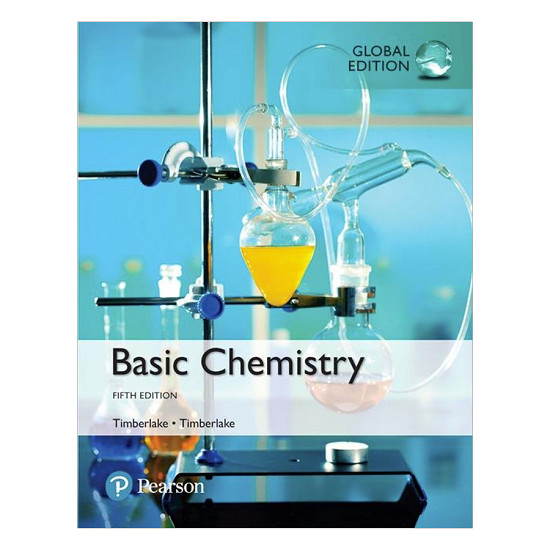 GLOBAL
EDITION
Basic Chemistry
FIFTH EDITION
Timberlake • Timberlake
Pearson